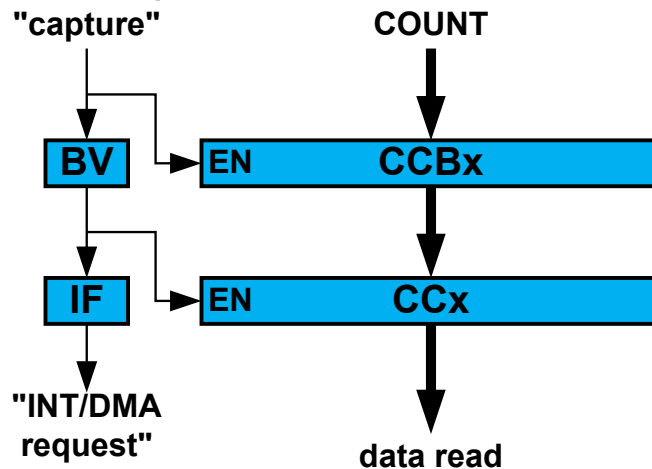 "capture"
COUNT
BV
EN
CCBx
IF
EN
CCx
"INT/DMA
request"
data read